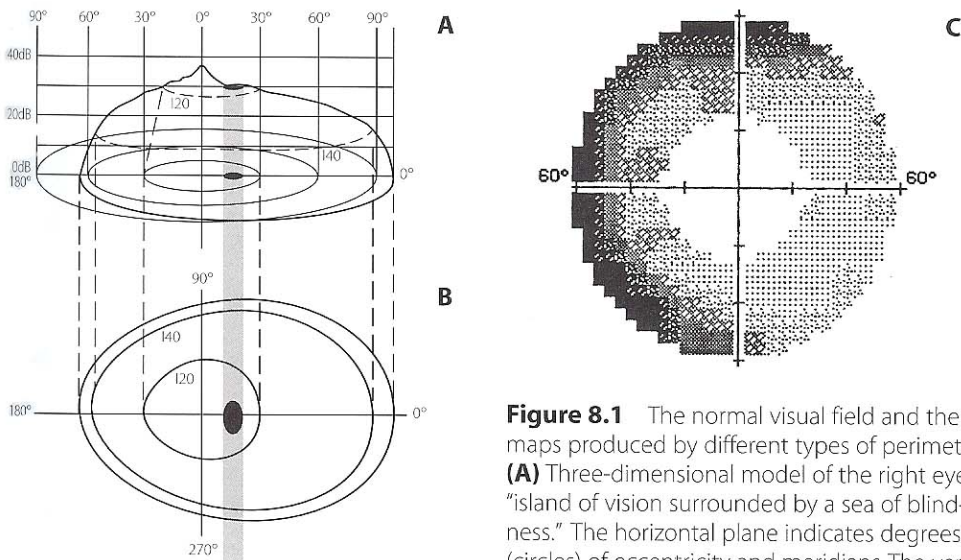 90° 60° 30° 0° 30° 60° 90°
A
40dB
I20
20dB
I40
0dB
180° 0°
90°
B
I40
I20
180° 0°
270°
C
60° 60°
Figure 8.1 The normal visual field and the
maps produced by different types of perimet
(A) Three-dimensional model of the right eye
"island of vision surrounded by a sea of blind-
ness." The horizontal plane indicates degrees
(circles) of eccentricity and meridians. The ver